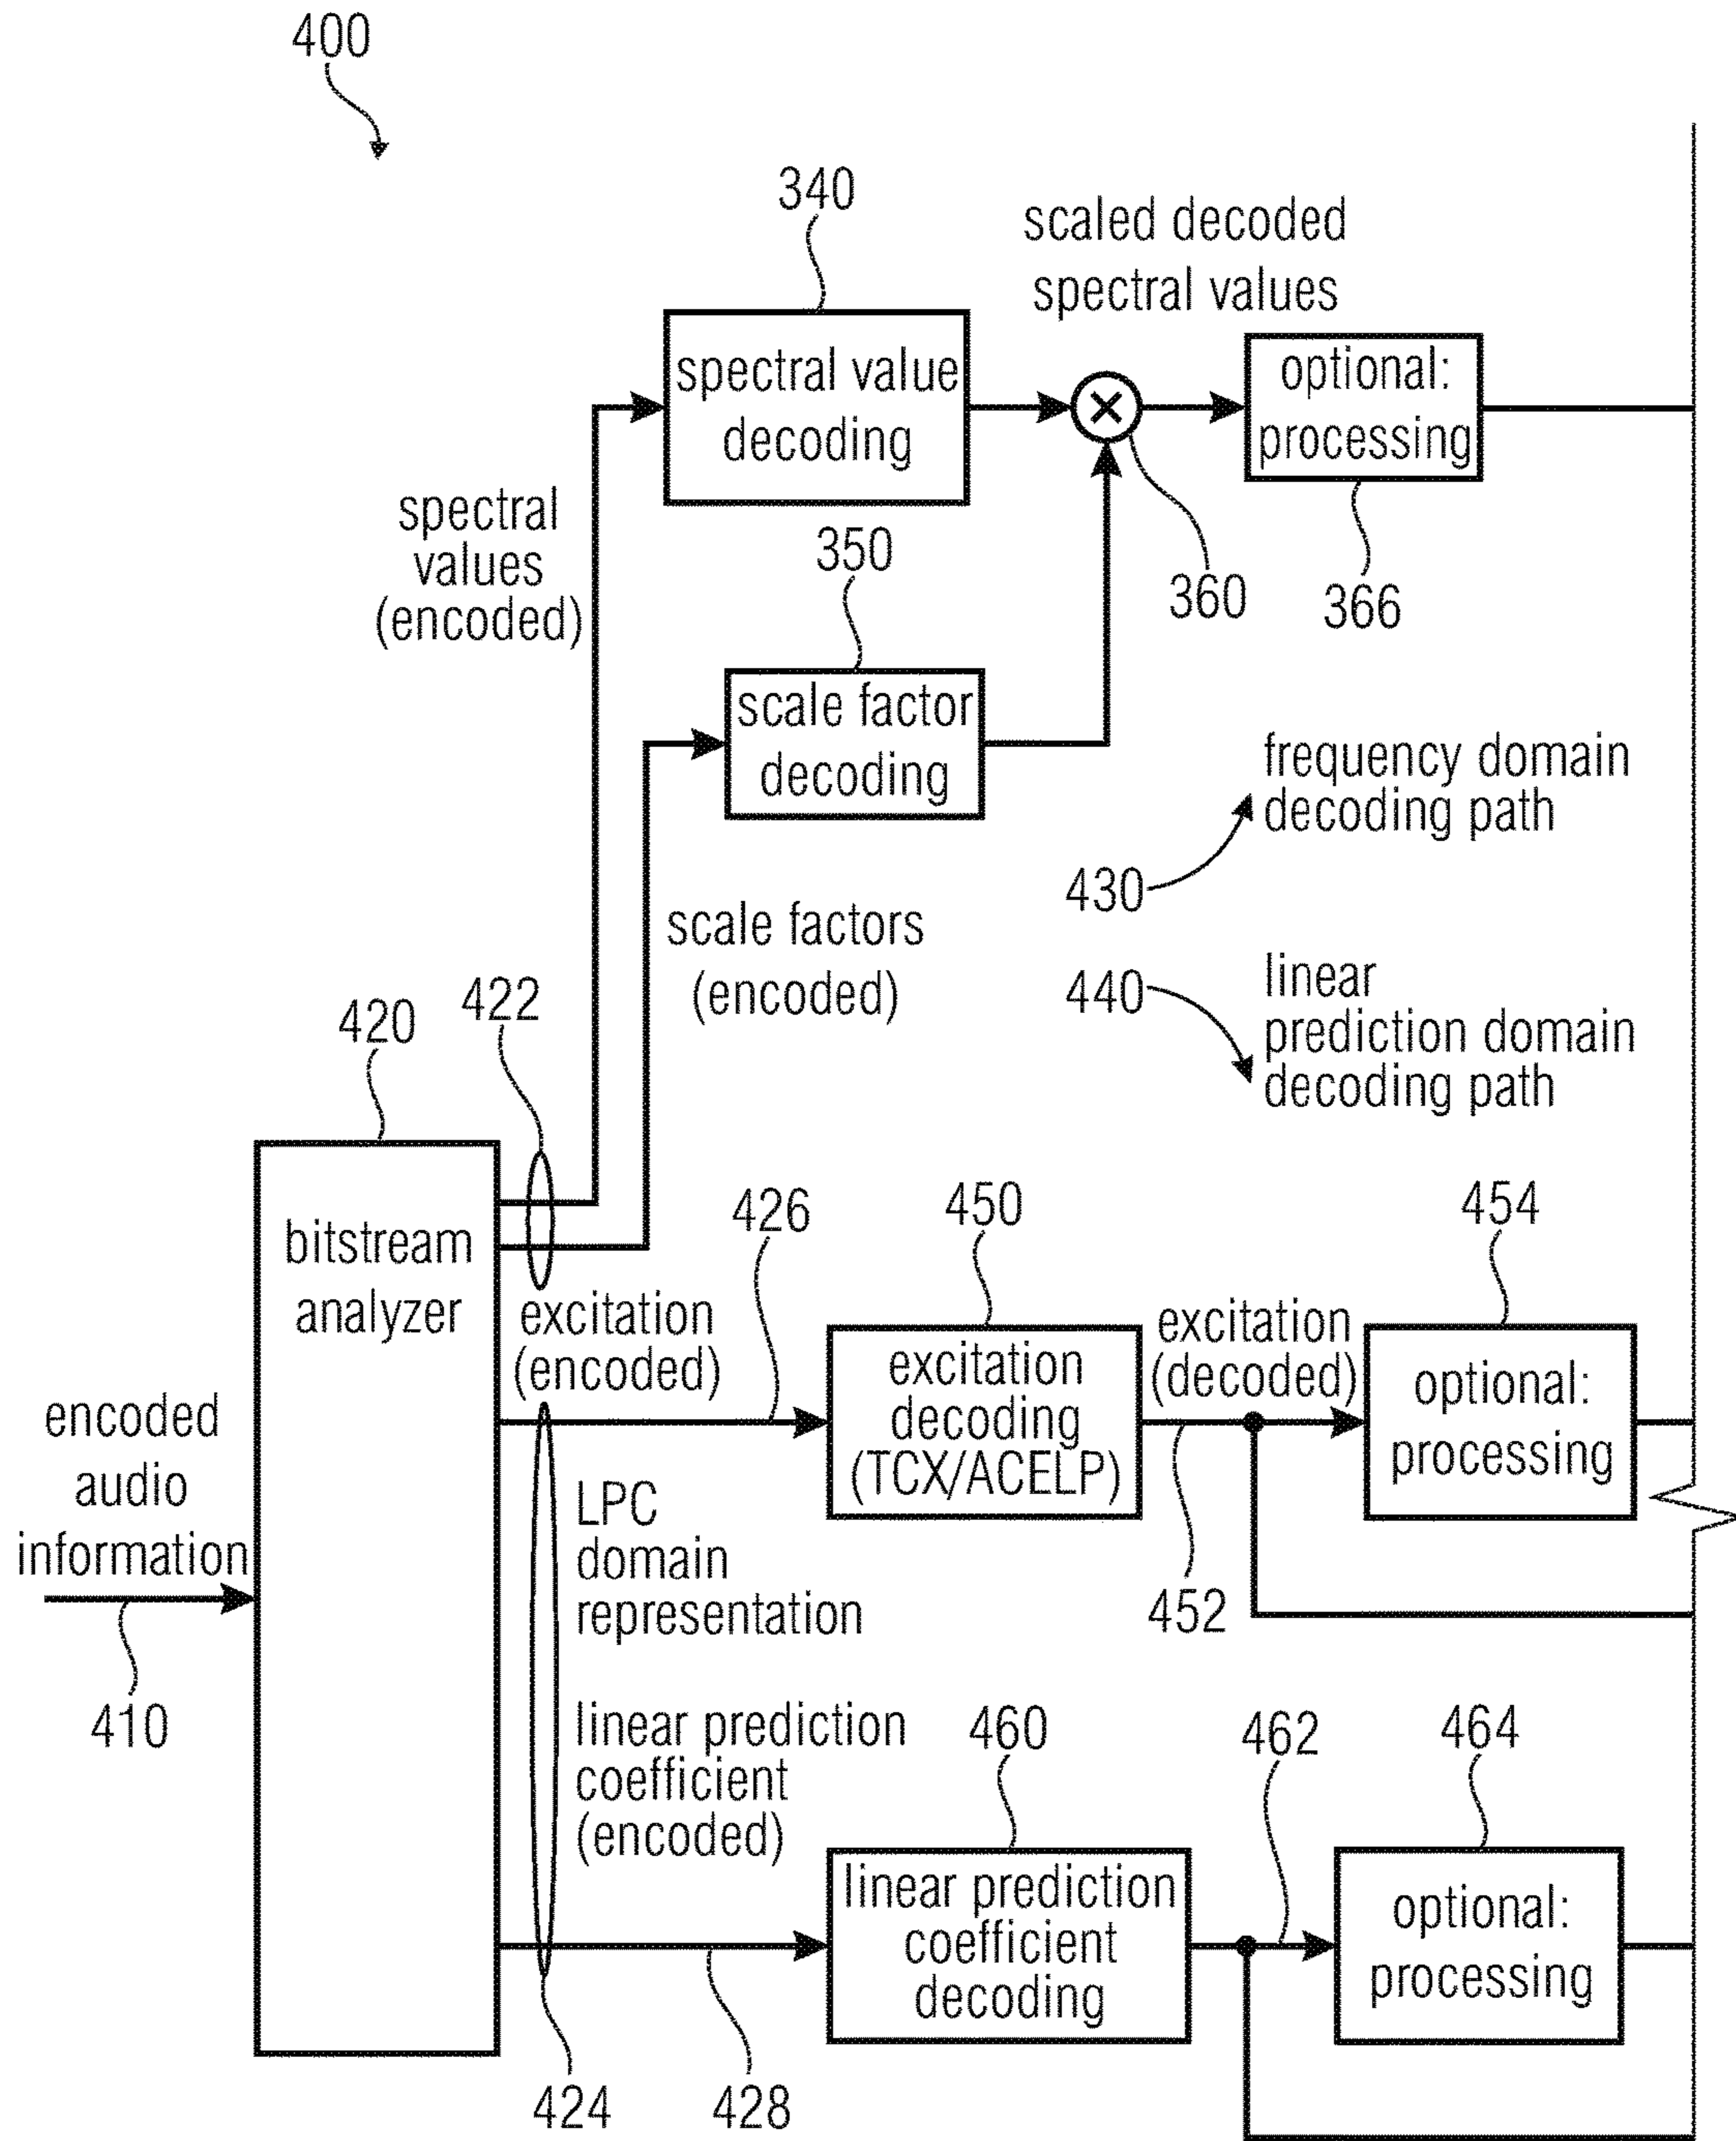 400
340
scaled decoded
spectral values
spectral value
decoding
optional:
processing
spectral
values
(encoded)
350
360
366
scale factor
decoding
frequency domain
decoding path
430
scale factors
(encoded)
linear
prediction domain
decoding path
440
422
420
bitstream
analyzer
426
450
454
excitation
(encoded)
excitation
decoding
(TCX/ACELP)
excitation
(decoded)
optional:
processing
encoded
audio
information
LPC
domain
representation
452
410
linear prediction
coefficient
(encoded)
460
462
464
linear prediction
coefficient
decoding
optional:
processing
424
428